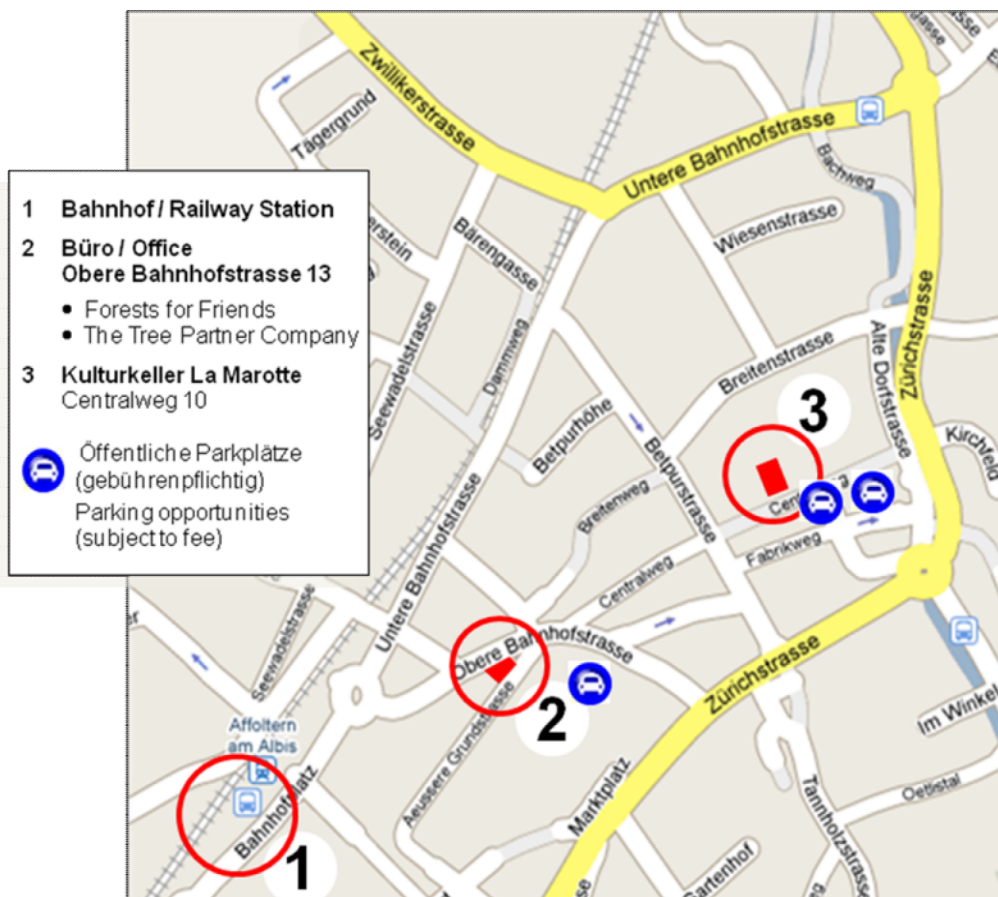 1 Bahnhof / Railway Station
2 Büro / Office
Obere Bahnhofstrasse 13
• Forests for Friends
• The Tree Partner Company
3 Kulturkeller La Marotte
Centralweg 10
Öffentliche Parkplätze
(gebührenpflichtig)
Parking opportunities
(subject to fee)
Zwillikerstrasse
Tägergrund
Untere Bahnhofstrasse
Bachweg
Bärengasse
Wiesenstrasse
Zürichstrasse
Seewadelstrasse
Dammweg
Breitenstrasse
Alte Dorfstrasse
Kirchfeld
3
Betpurhöhe
Betpurstrasse
Breitenweg
Untere Bahnhofstrasse
Fabrikweg
Centralweg
Seewadelstrasse
Obere Bahnhofstrasse
Zürichstrasse
2
Im Winkel
Affoltern
am Albis
Aeussere Grundstrasse
Marktplatz
Oetlistal
Tannholzstrasse
Bahnhofplatz
1